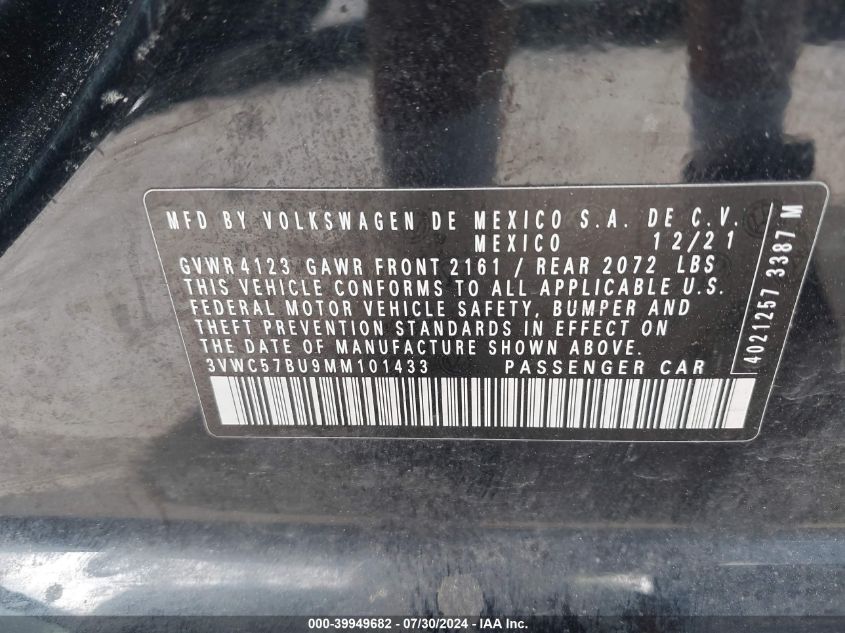 MFD BY VOLKSWAGEN DE MEXICO S.A. DE C.V.
MEXICO 12/21
GVWR 4123 GAWR FRONT 2161 / REAR 2072 LBS
THIS VEHICLE CONFORMS TO ALL APPLICABLE U.S.
FEDERAL MOTOR VEHICLE SAFETY, BUMPER AND
THEFT PREVENTION STANDARDS IN EFFECT ON
THE DATE OF MANUFACTURE SHOWN ABOVE.
3VWC57BU9MM101433 PASSENGER CAR
4021257 3387 M
000-39949682 - 07/30/2024 - IAA Inc.